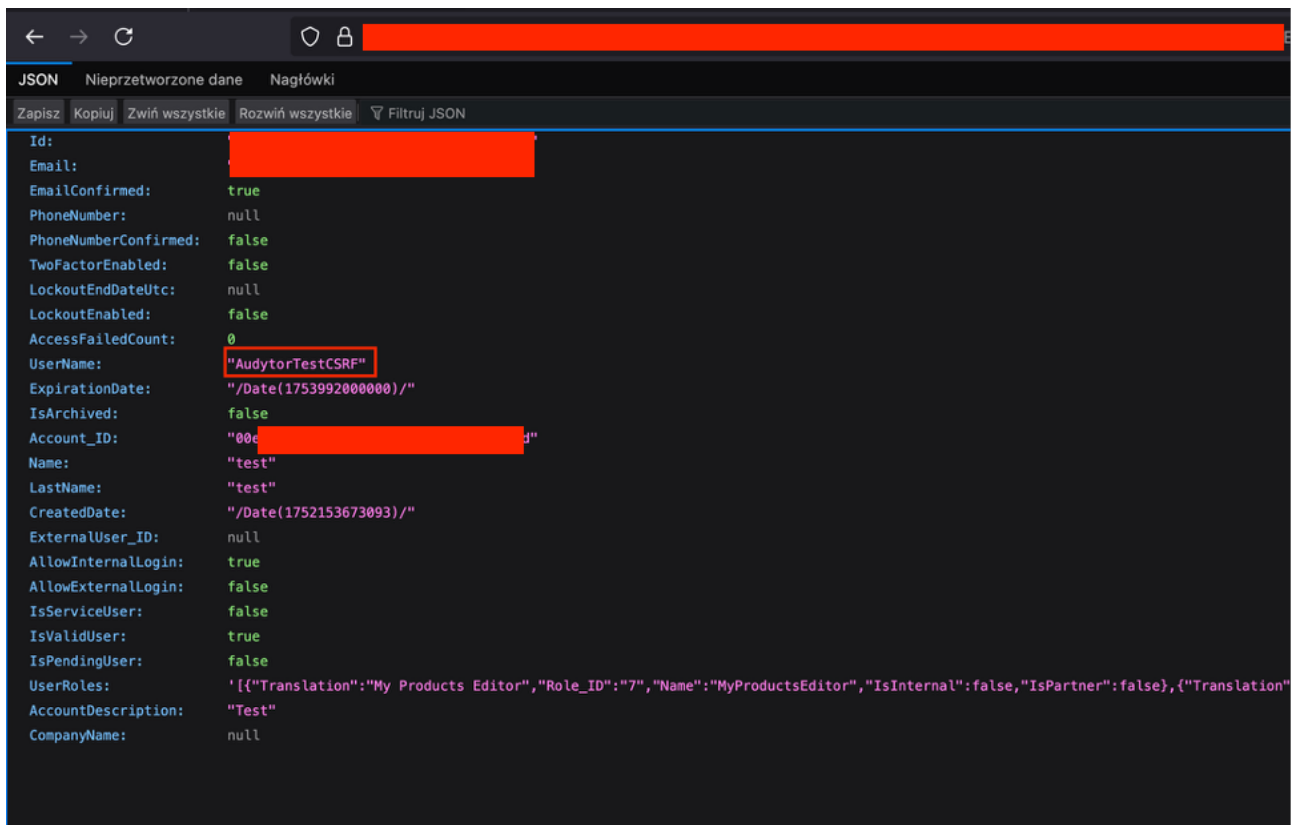 JSON Nieprzetworzone dane Nagłówki
Zapisz Kopiuj Zwiń wszystkie Rozwiń wszystkie Filtruj JSON
Id:
Email:
EmailConfirmed: true
PhoneNumber: null
PhoneNumberConfirmed: false
TwoFactorEnabled: false
LockoutEndDateUtc: null
LockoutEnabled: false
AccessFailedCount: 0
UserName: "AudytorTestCSRF"
ExpirationDate: "/Date(1753992000000)/"
IsArchived: false
Account_ID: "00e d"
Name: "test"
LastName: "test"
CreatedDate: "/Date(1752153673093)/"
ExternalUser_ID: null
AllowInternalLogin: true
AllowExternalLogin: false
IsServiceUser: false
IsValidUser: true
IsPendingUser: false
UserRoles: '[{"Translation":"My Products Editor","Role_ID":"7","Name":"MyProductsEditor","IsInternal":false,"IsPartner":false},{"Translation"
AccountDescription: "Test"
CompanyName: null